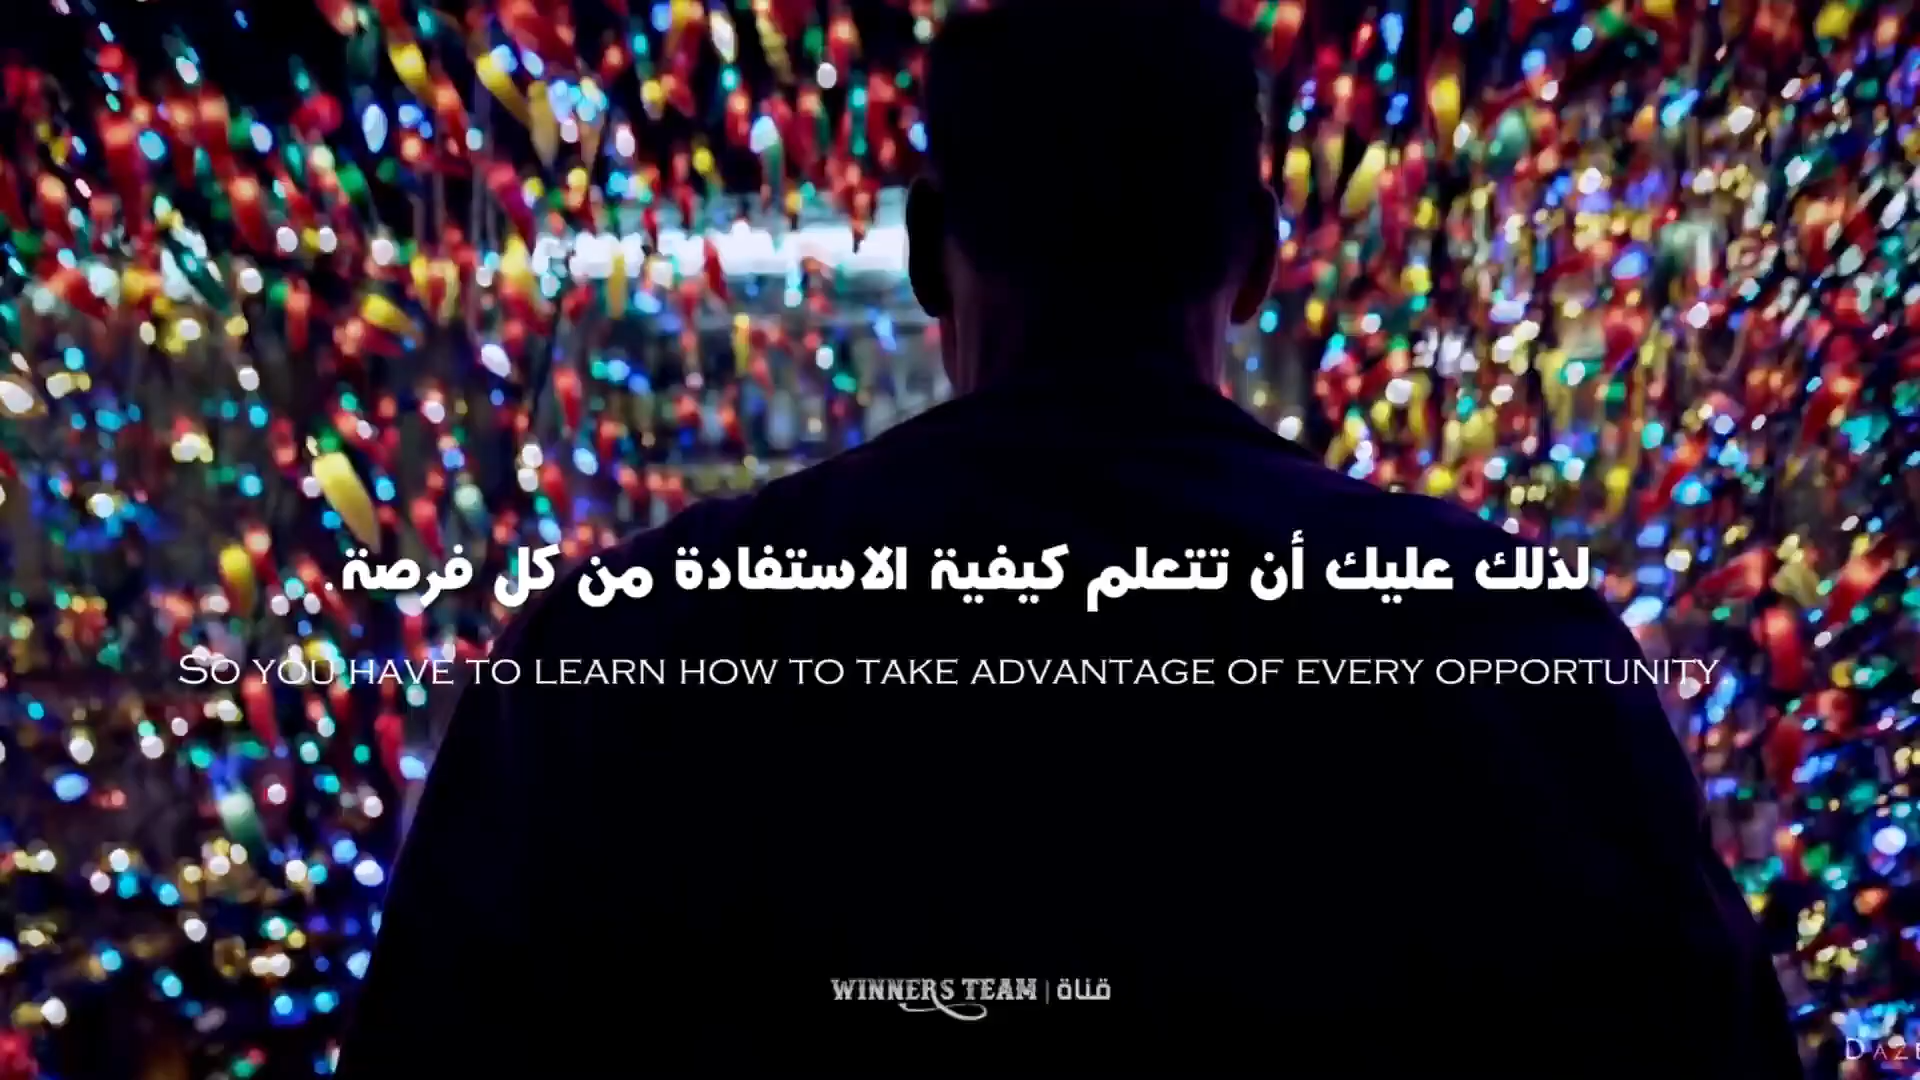 لذلك عليك أن تتعلم كيفية الاستفادة من كل فرصة.
So you have to learn how to take advantage of every opportunity.
WINNERS TEAM | قناة